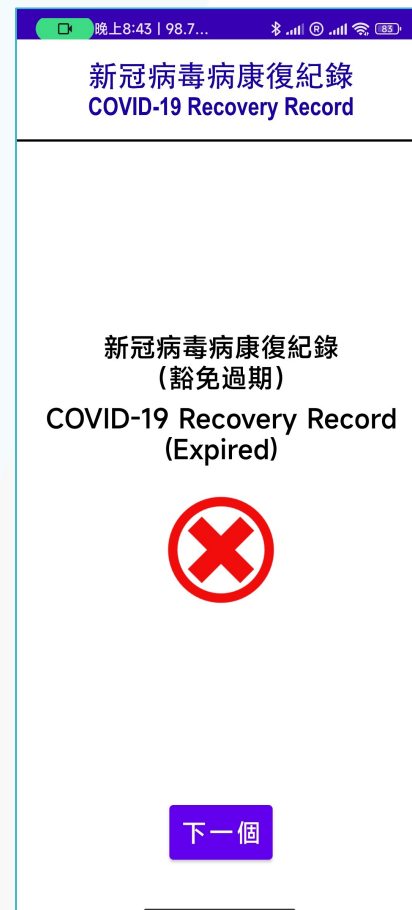 晚上8:43 | 98.7...
83
新冠病毒病康復紀錄
COVID-19 Recovery Record
新冠病毒病康復紀錄
（豁免過期）
COVID-19 Recovery Record
(Expired)
下一個